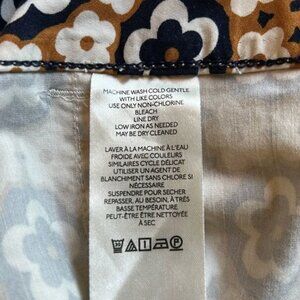 MACHINE WASH COLD GENTLE
WITH LIKE COLORS
USE ONLY NON-CHLORINE
BLEACH
LINE DRY
LOW IRON AS NEEDED
MAY BE DRY CLEANED
LAVER À LA MACHINE À L'EAU
FROIDE AVEC COULEURS
SIMILAIRES CYCLE DÉLICAT
UTILISER UN AGENT DE
BLANCHIMENT SANS CHLORE SI
NÉCESSAIRE
SUSPENDRE POUR SÉCHER
REPASSER, AU BESOIN, À TRÈS
BASSE TEMPÉRATURE
PEUT-ÊTRE ÊTRE NETTOYÉE
À SEC.